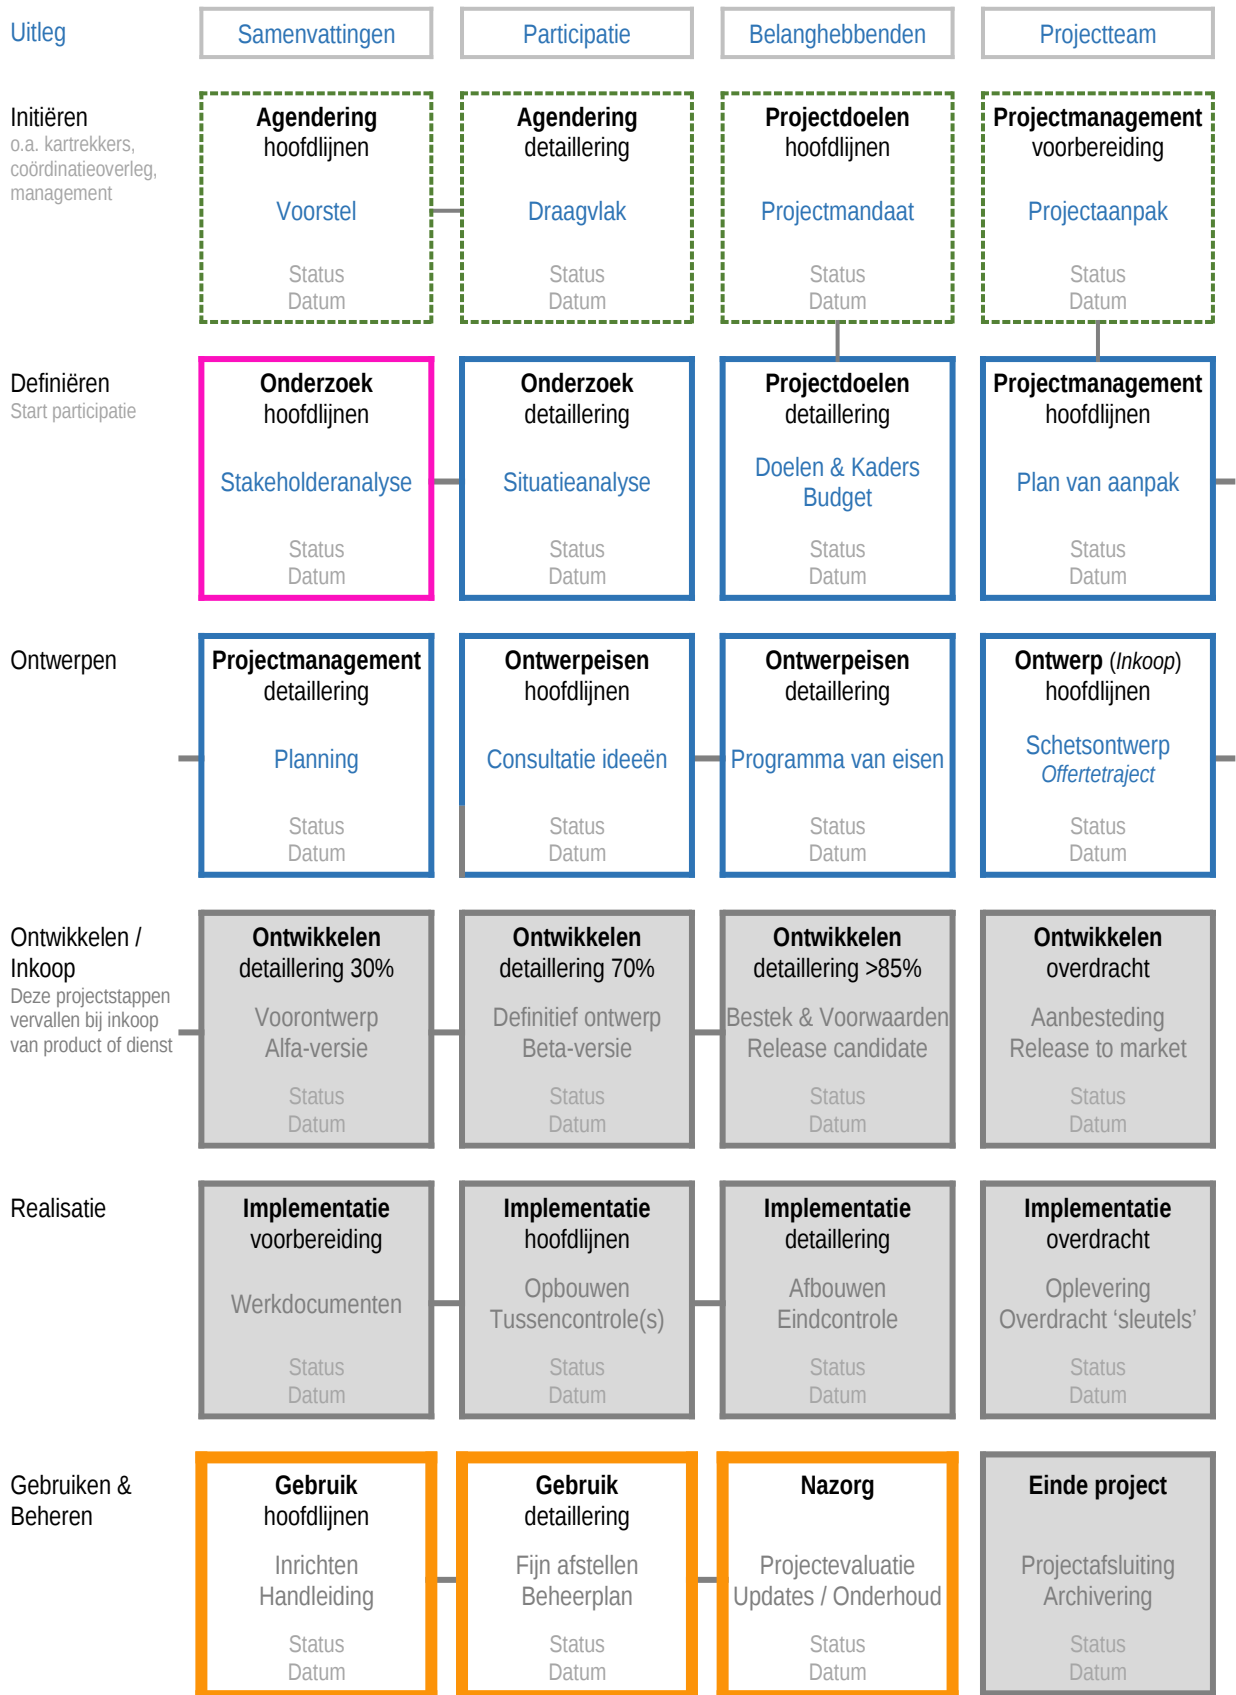 Uitleg
Samenvattingen
Participatie
Belanghebbenden
Projectteam
Initiëren
o.a. kartrekkers,
coördinatieoverleg,
management
Agendering
hoofdlijnen
Voorstel
Status
Datum
Agendering
detaillering
Draagvlak
Status
Datum
Projectdoelen
hoofdlijnen
Projectmandaat
Status
Datum
Projectmanagement
voorbereiding
Projectaanpak
Status
Datum
Definiëren
Start participatie
Onderzoek
hoofdlijnen
Stakeholderanalyse
Status
Datum
Onderzoek
detaillering
Situatieanalyse
Status
Datum
Projectdoelen
detaillering
Doelen & Kaders
Budget
Status
Datum
Projectmanagement
hoofdlijnen
Plan van aanpak
Status
Datum
Ontwerpen
Projectmanagement
detaillering
Planning
Status
Datum
Ontwerpeisen
hoofdlijnen
Consultatie ideeën
Status
Datum
Ontwerpeisen
detaillering
Programma van eisen
Status
Datum
Ontwerp (Inkoop)
hoofdlijnen
Schetsontwerp
Offertetraject
Status
Datum
Ontwikkelen /
Inkoop
Deze projectstappen
vervallen bij inkoop
van product of dienst
Ontwikkelen
detaillering 30%
Voorontwerp
Alfa-versie
Status
Datum
Ontwikkelen
detaillering 70%
Definitief ontwerp
Beta-versie
Status
Datum
Ontwikkelen
detaillering >85%
Bestek & Voorwaarden
Release candidate
Status
Datum
Ontwikkelen
overdracht
Aanbesteding
Release to market
Status
Datum
Realisatie
Implementatie
voorbereiding
Werkdocumenten
Status
Datum
Implementatie
hoofdlijnen
Opbouwen
Tussencontrole(s)
Status
Datum
Implementatie
detaillering
Afbouwen
Eindcontrole
Status
Datum
Implementatie
overdracht
Oplevering
Overdracht ‘sleutels’
Status
Datum
Gebruiken &
Beheren
Gebruik
hoofdlijnen
Inrichten
Handleiding
Status
Datum
Gebruik
detaillering
Fijn afstellen
Beheerplan
Status
Datum
Nazorg
Projectevaluatie
Updates / Onderhoud
Status
Datum
Einde project
Projectafsluiting
Archivering
Status
Datum